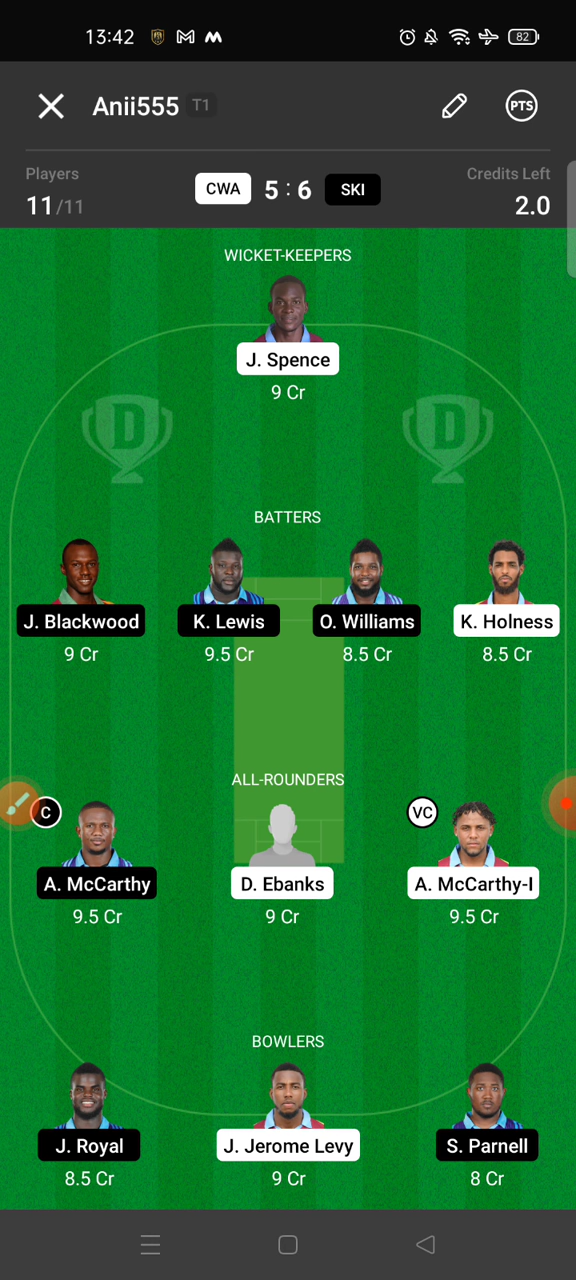 13:42
82
Anii555 T1
PTS
Players
Credits Left
11/11
CWA 5 : 6 SKI
2.0
WICKET-KEEPERS
J. Spence
9 Cr
D D
BATTERS
J. Blackwood K. Lewis O. Williams K. Holness
9 Cr 9.5 Cr 8.5 Cr 8.5 Cr
ALL-ROUNDERS
C VC
A. McCarthy D. Ebanks A. McCarthy-I
9.5 Cr 9 Cr 9.5 Cr
BOWLERS
J. Royal J. Jerome Levy S. Parnell
8.5 Cr 9 Cr 8 Cr